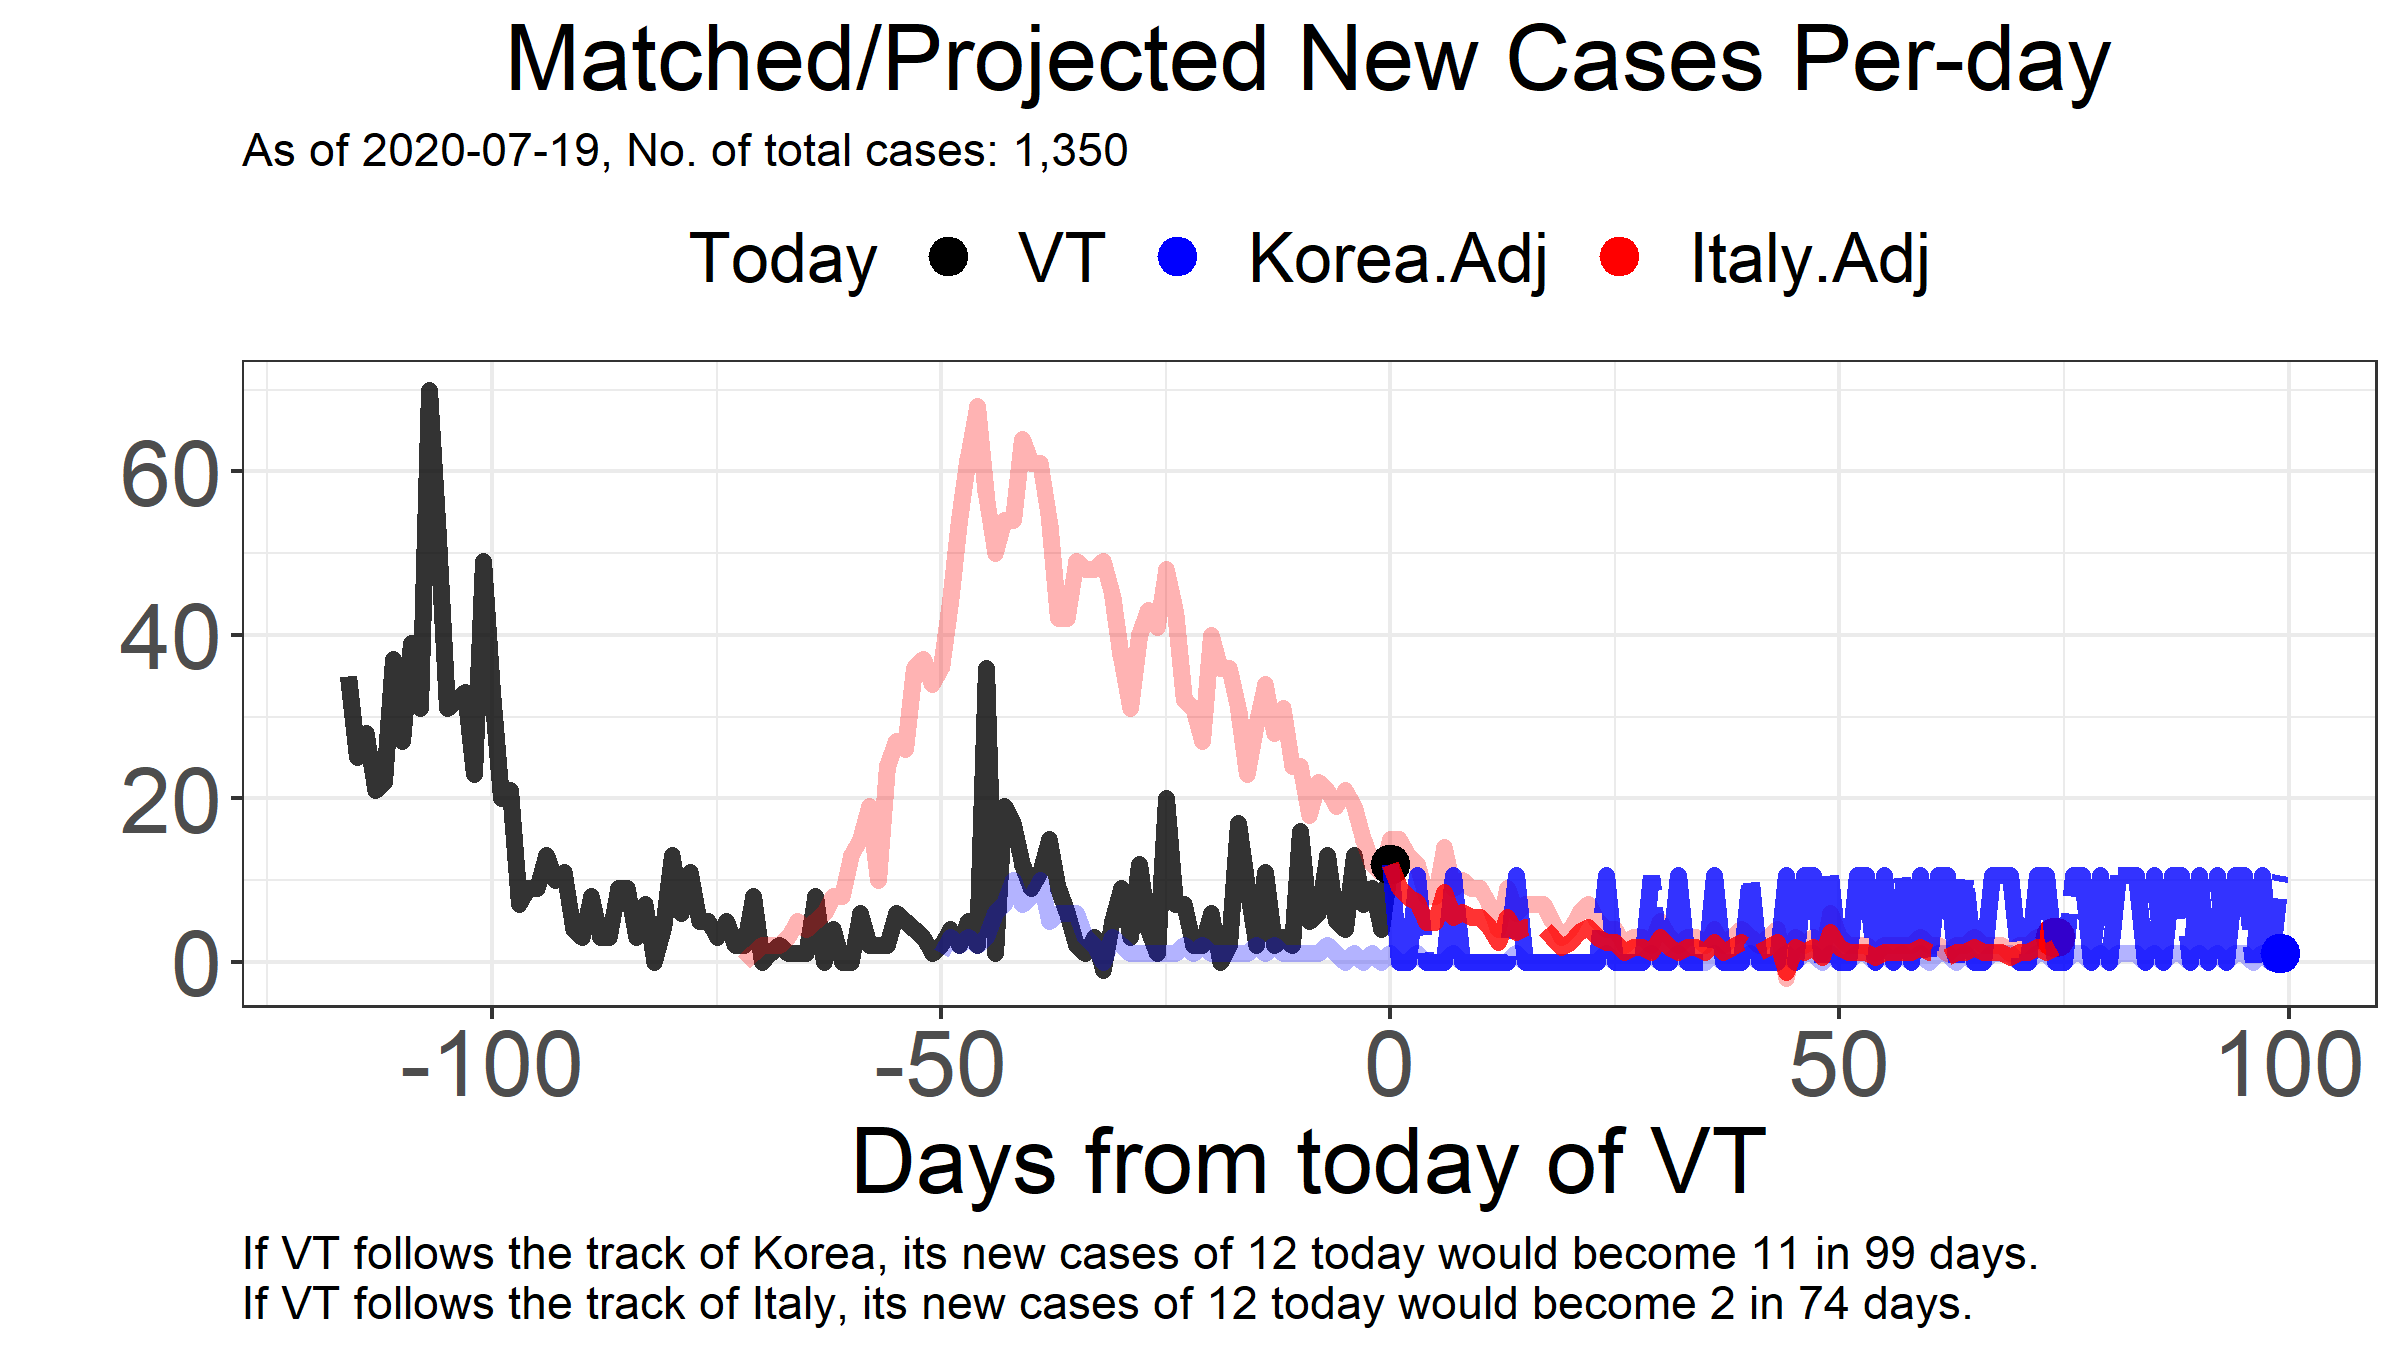 Matched/Projected New Cases Per-day
As of 2020-07-19, No. of total cases: 1,350
Today VT Korea.Adj Italy.Adj
60
40
20
0
-100 -50 0 50 100
Days from today of VT
If VT follows the track of Korea, its new cases of 12 today would become 11 in 99 days.
If VT follows the track of Italy, its new cases of 12 today would become 2 in 74 days.